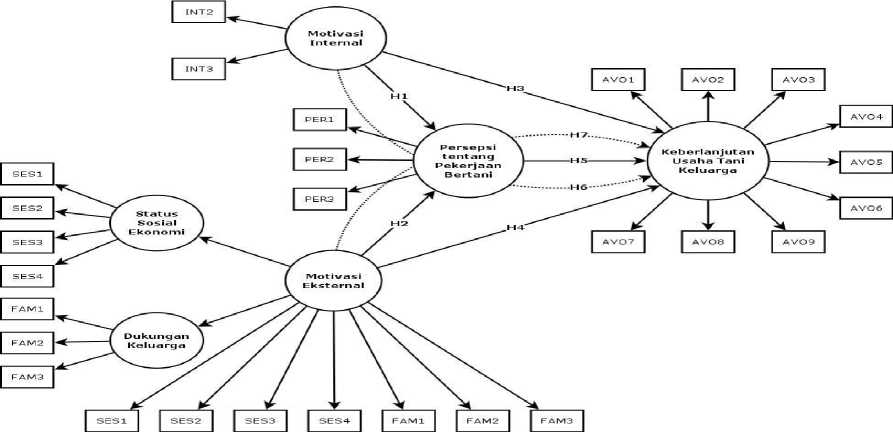 INT2
INT3
Motivasi
Internal
H1
H3
AVO1
AVO2
AVO3
AVO4
AVO5
AVO6
AVO7
AVO8
AVO9
PER1
PER2
PER3
Persepsi
tentang
Pekerjaan
Bertani
H7
H5
H6
Keberlanjutan
Usaha Tani
Keluarga
H2
H4
SES1
SES2
SES3
SES4
Status
Sosial
Ekonomi
Motivasi
Eksternal
FAM1
FAM2
FAM3
Dukungan
Keluarga
SES1
SES2
SES3
SES4
FAM1
FAM2
FAM3